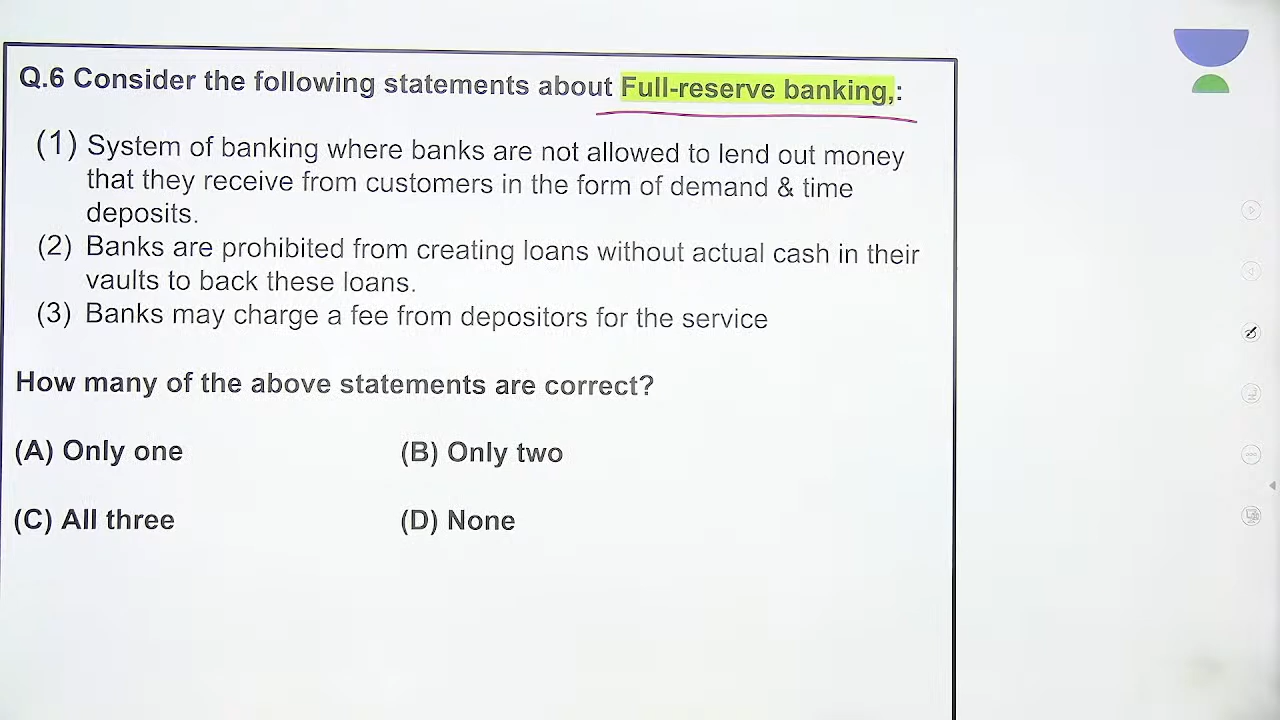 Q.6 Consider the following statements about Full-reserve banking,:
(1) System of banking where banks are not allowed to lend out money
that they receive from customers in the form of demand & time
deposits.
(2) Banks are prohibited from creating loans without actual cash in their
vaults to back these loans.
(3) Banks may charge a fee from depositors for the service
How many of the above statements are correct?
(A) Only one (B) Only two
(C) All three (D) None